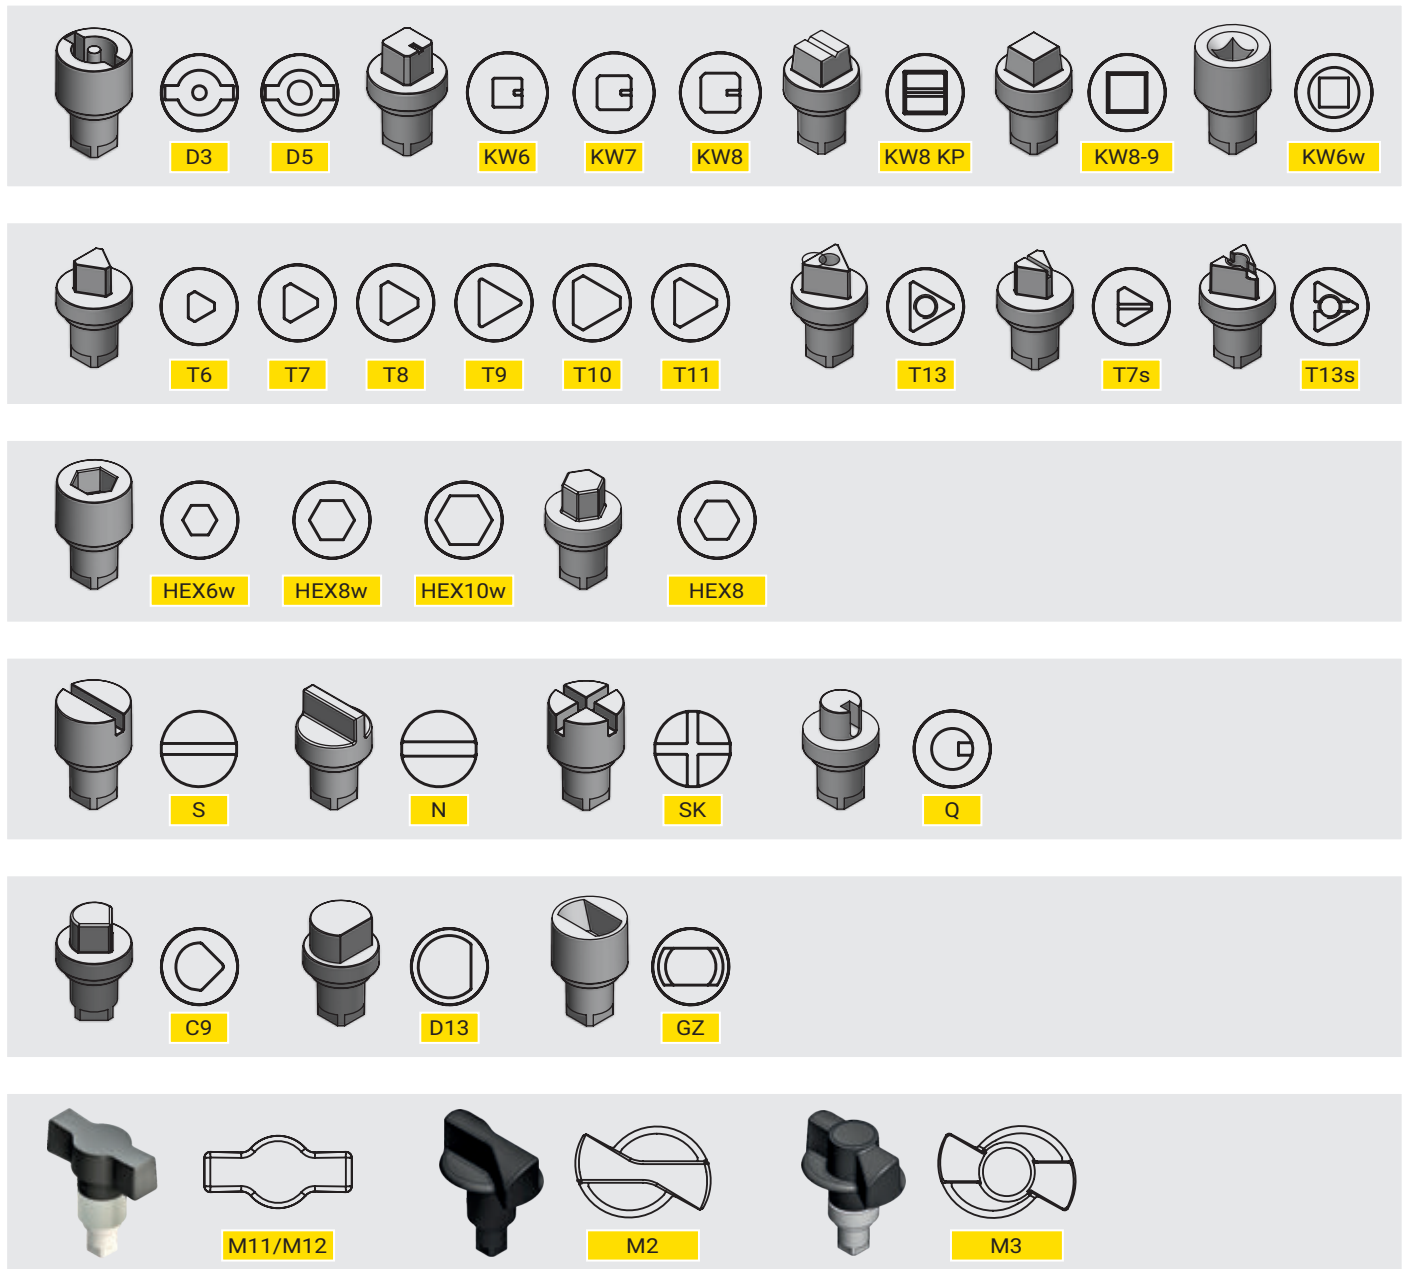 D3 D5 KW6 KW7 KW8 KW8 KP KW8-9 KW6w
T6 T7 T8 T9 T10 T11 T13 T7s T13s
HEX6w HEX8w HEX10w HEX8
S N SK Q
C9 D13 GZ
M11/M12 M2 M3